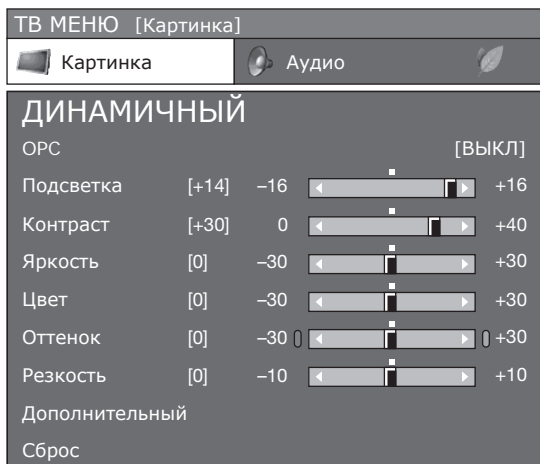 ТВ МЕНЮ [Картинка]
Картинка Аудио
ДИНАМИЧНЫЙ
OPC [ВЫКЛ]
Подсветка [+14] –16 +16
Контраст [+30] 0 +40
Яркость [0] –30 +30
Цвет [0] –30 +30
Оттенок [0] –30 +30
Резкость [0] –10 +10
Дополнительный
Сброс